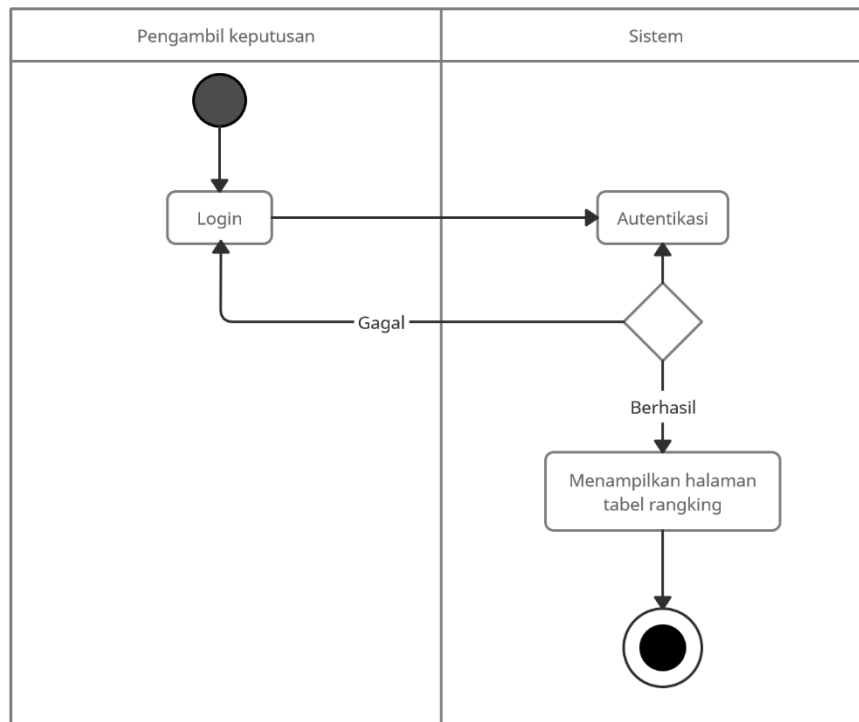 Pengambil keputusan
Sistem
Login
Autentikasi
Gagal
Berhasil
Menampilkan halaman
tabel rangking